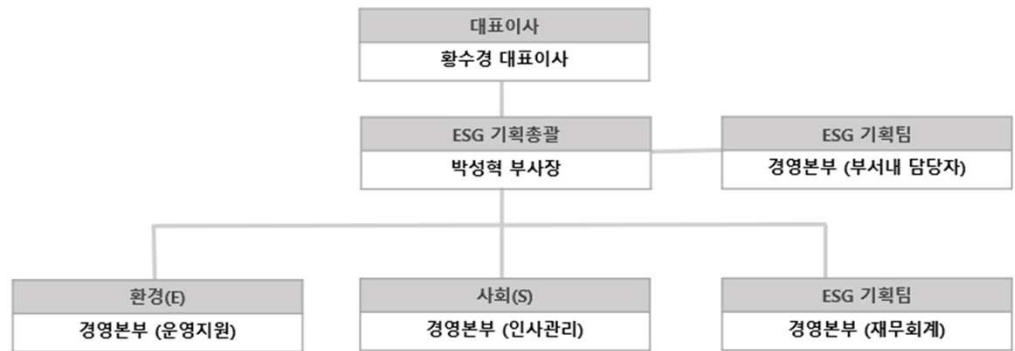 대표이사
황수경 대표이사
ESG 기획총괄
박성혁 부사장
ESG 기획팀
경영본부 (부서내 담당자)
환경(E)
경영본부 (운영지원)
사회(S)
경영본부 (인사관리)
ESG 기획팀
경영본부 (재무회계)